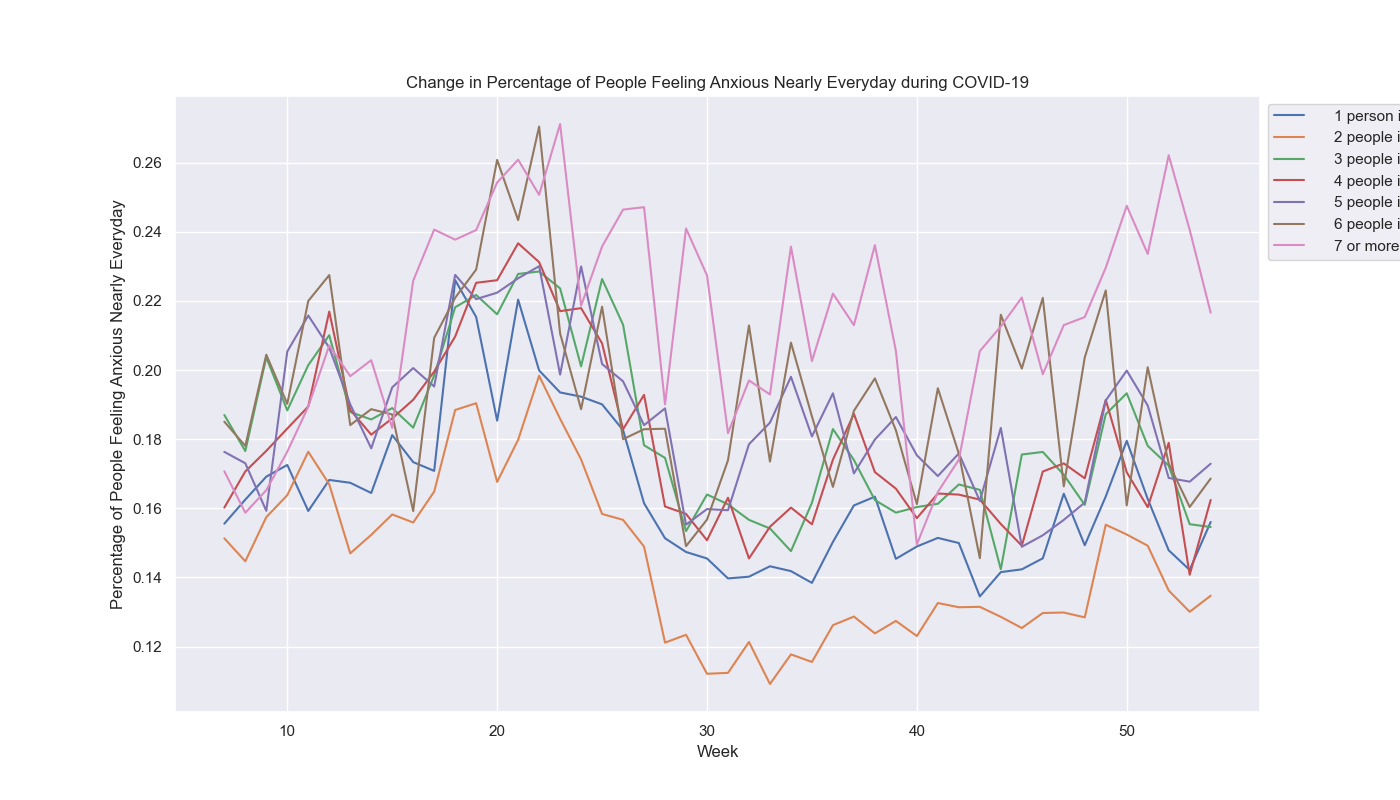 Change in Percentage of People Feeling Anxious Nearly Everyday during COVID-19
Percentage of People Feeling Anxious Nearly Everyday
0.26
0.24
0.22
0.20
0.18
0.16
0.14
0.12
10
20
30
40
50
Week
1 person i
2 people i
3 people i
4 people i
5 people i
6 people i
7 or more